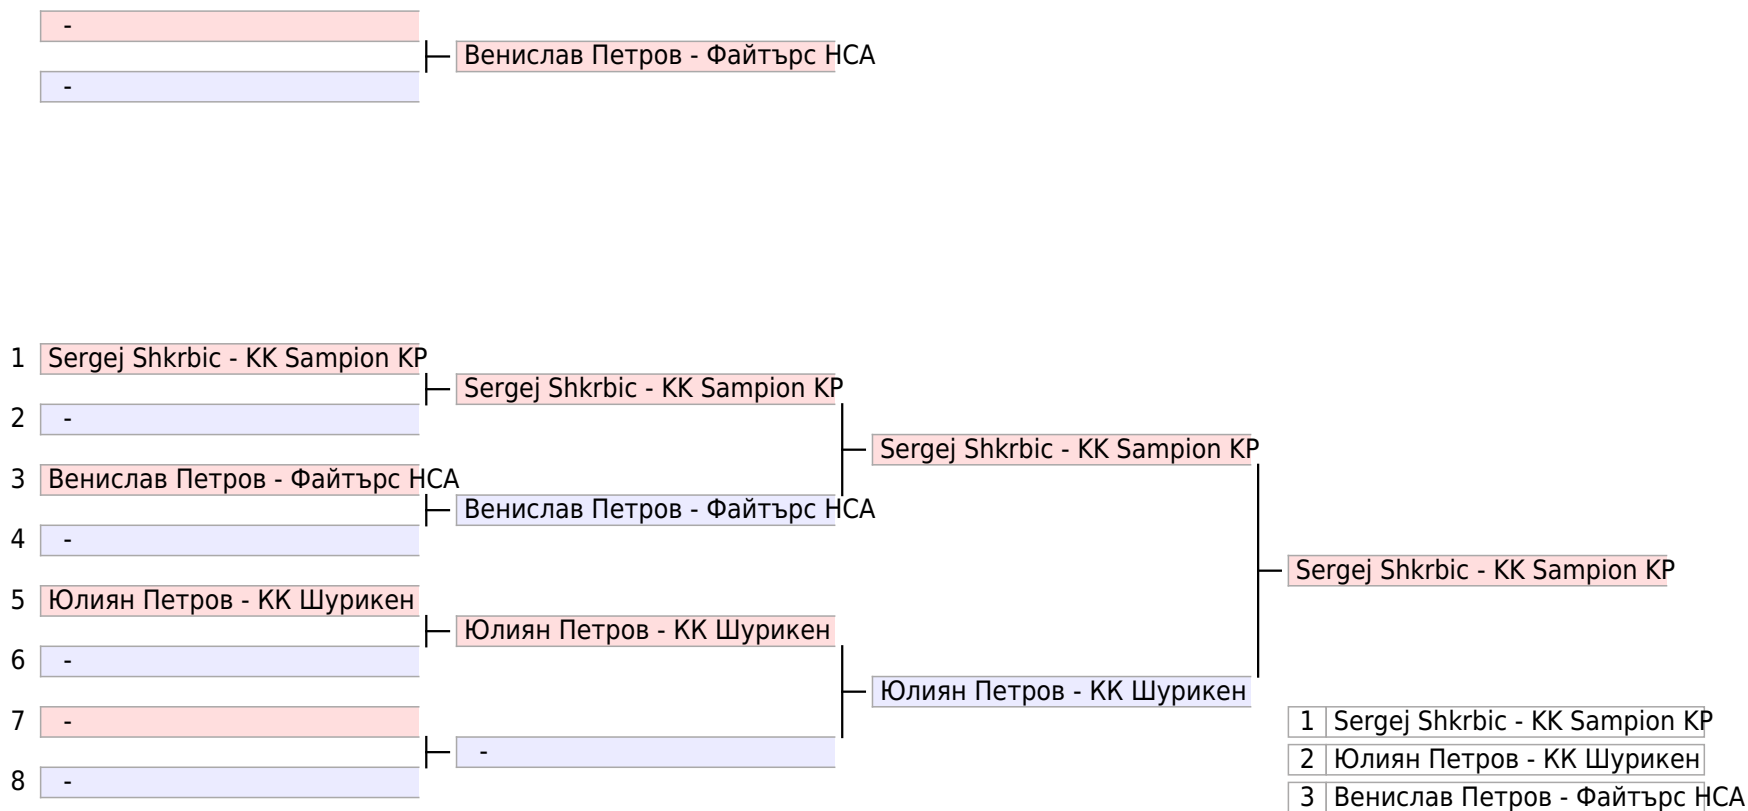 -
Венислав Петров - Файтърс НСА
-
1 Sergej Shkrbic - KK Sampion KP
Sergej Shkrbic - KK Sampion KP
2 -
Sergej Shkrbic - KK Sampion KP
3 Венислав Петров - Файтърс НСА
Венислав Петров - Файтърс НСА
4 -
Sergej Shkrbic - KK Sampion KP
5 Юлиян Петров - КК Шурикен
Юлиян Петров - КК Шурикен
6 -
Юлиян Петров - КК Шурикен
7 -
-
8 -
1 Sergej Shkrbic - KK Sampion KP
2 Юлиян Петров - КК Шурикен
3 Венислав Петров - Файтърс НСА